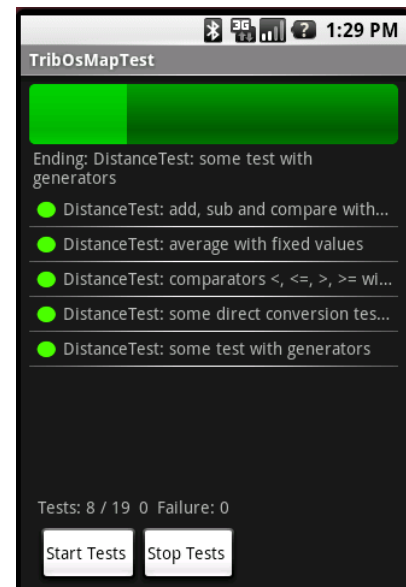 3G 1:29 PM
TribOsMapTest
Ending: DistanceTest: some test with
generators
DistanceTest: add, sub and compare with...
DistanceTest: average with fixed values
DistanceTest: comparators <, <=, >, >= wi...
DistanceTest: some direct conversion tes...
DistanceTest: some test with generators
Tests: 8 / 19 0 Failure: 0
Start Tests Stop Tests